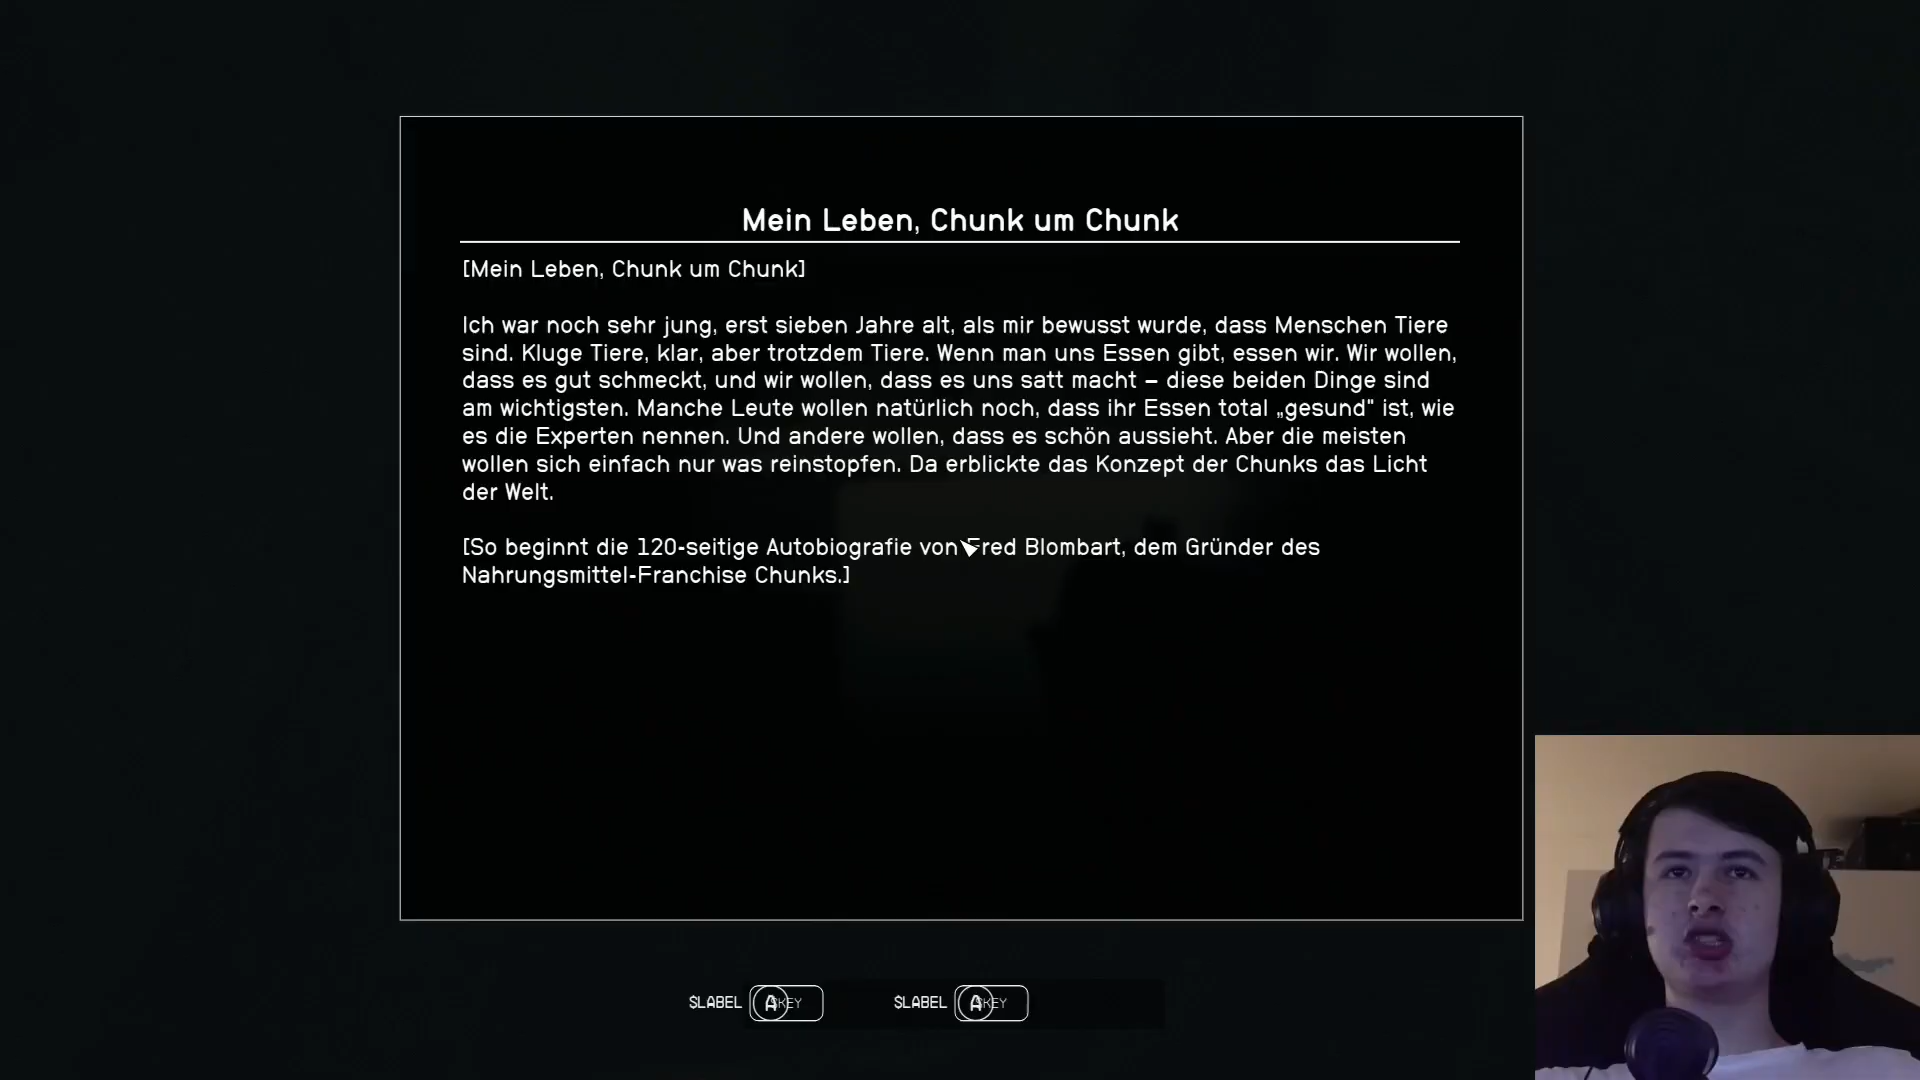 Mein Leben, Chunk um Chunk
[Mein Leben, Chunk um Chunk]
Ich war noch sehr jung, erst sieben Jahre alt, als mir bewusst wurde, dass Menschen Tiere
sind. Kluge Tiere, klar, aber trotzdem Tiere. Wenn man uns Essen gibt, essen wir. Wir wollen,
dass es gut schmeckt, und wir wollen, dass es uns satt macht – diese beiden Dinge sind
am wichtigsten. Manche Leute wollen natürlich noch, dass ihr Essen total „gesund" ist, wie
es die Experten nennen. Und andere wollen, dass es schön aussieht. Aber die meisten
wollen sich einfach nur was reinstopfen. Da erblickte das Konzept der Chunks das Licht
der Welt.
[So beginnt die 120-seitige Autobiografie von Fred Blombart, dem Gründer des
Nahrungsmittel-Franchise Chunks.]
$LABEL A $KEY $LABEL A $KEY